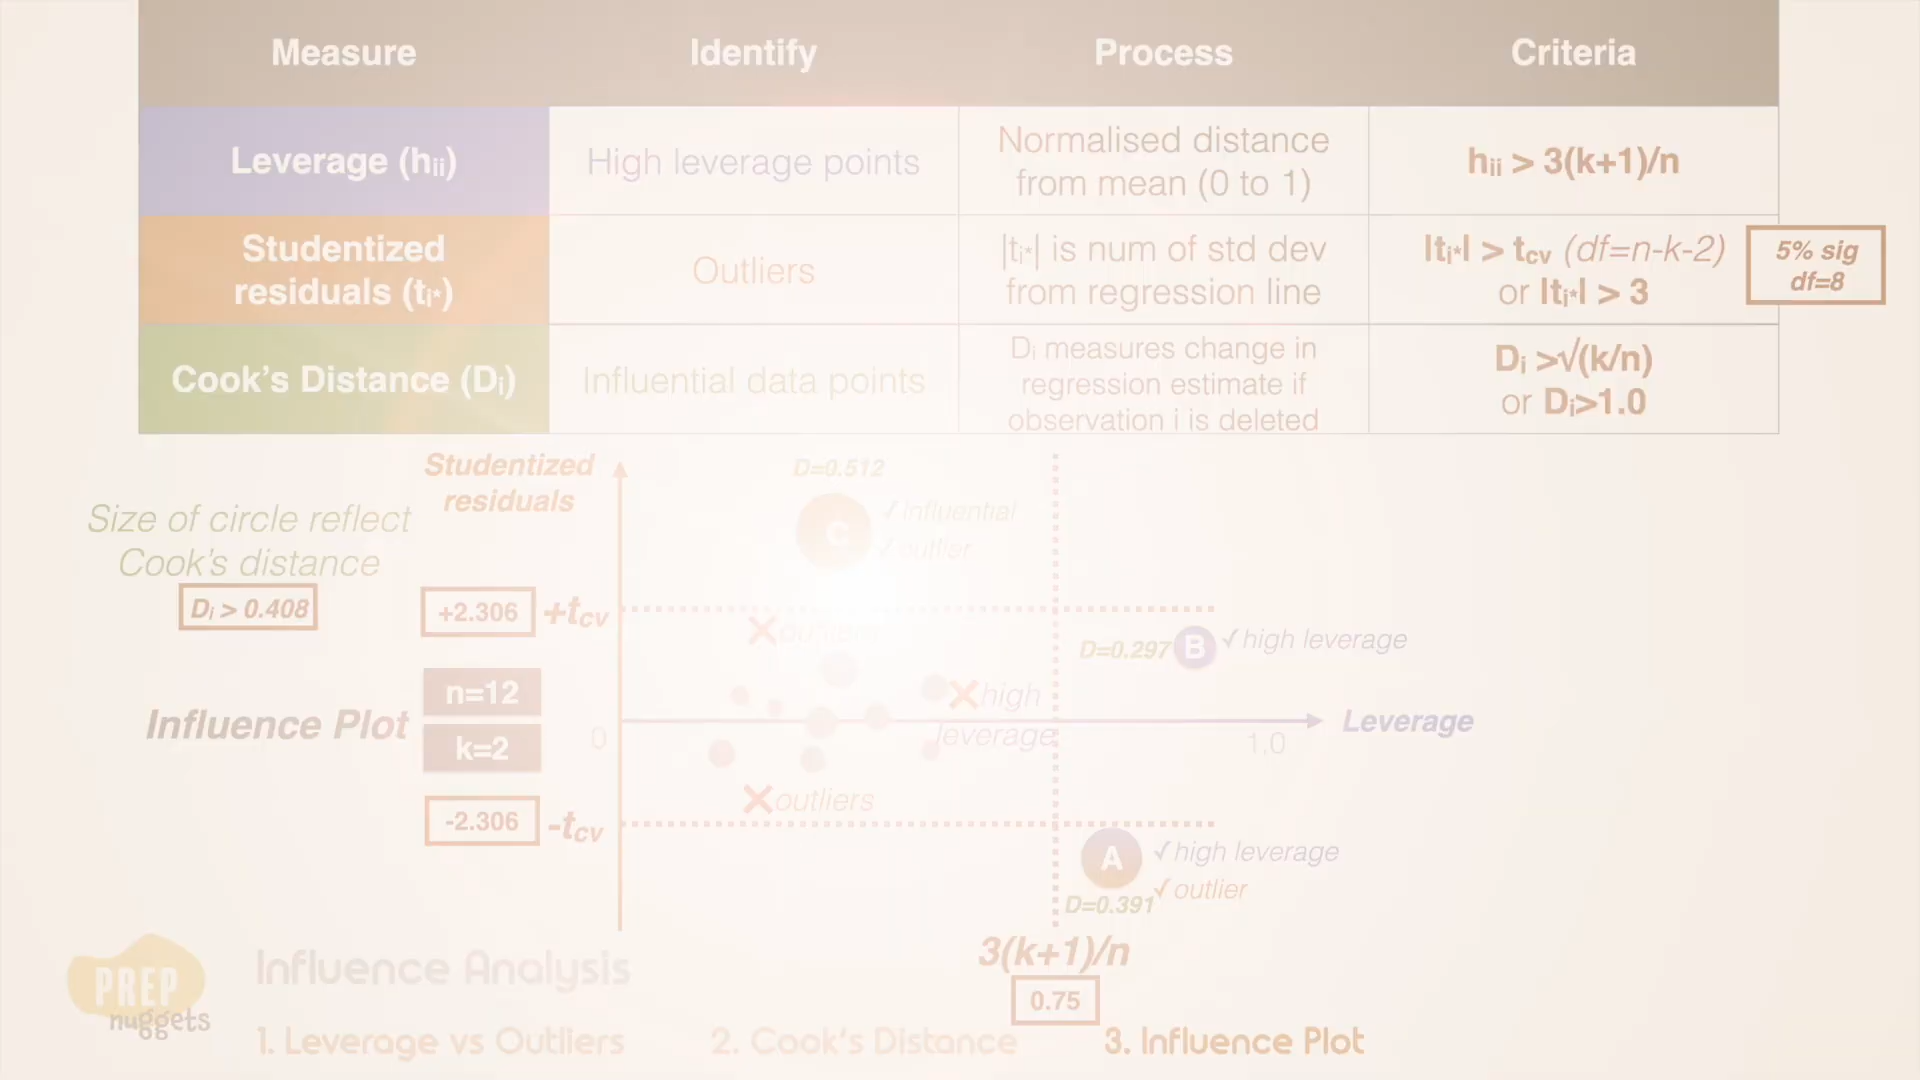 Measure
Identify
Process
Criteria
Leverage (hᵢᵢ)
High leverage points
Normalised distance
from mean (0 to 1)
hᵢᵢ > 3(k+1)/n
Studentized
residuals (tᵢ*)
Outliers
|tᵢ*| is num of std dev
from regression line
|tᵢ*| > tcv (df=n-k-2)
or |tᵢ*| > 3
5% sig
df=8
Cook's Distance (Dᵢ)
Influential data points
Dᵢ measures change in
regression estimate if
observation i is deleted
Dᵢ >√(k/n)
or Dᵢ>1.0
Studentized
residuals
D=0.512
Size of circle reflect
Cook's distance
Dᵢ > 0.408
C
✓ Influential
✓ outlier
+2.306
+tcv
❌ outliers
D=0.297
B
✓ high leverage
Influence Plot
n=12
k=2
0
❌ high
leverage
1.0
Leverage
❌ outliers
-2.306
-tcv
A
✓ high leverage
✓ outlier
D=0.391
3(k+1)/n
0.75
PREP
nuggets
Influence Analysis
1. Leverage vs Outliers
2. Cook's Distance
3. Influence Plot